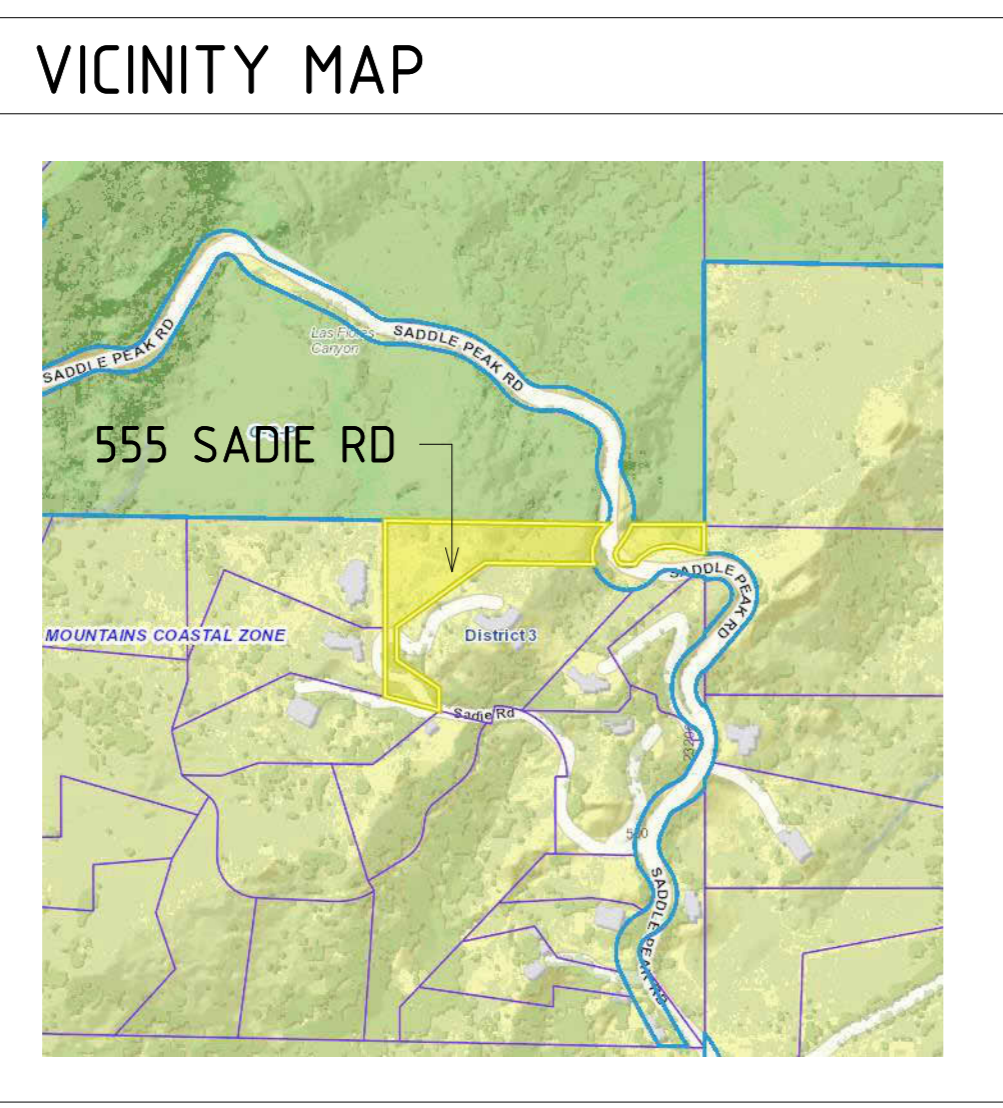 VICINITY MAP
SADDLE PEAK RD
Las Flores
Canyon
SADDLE PEAK RD
555 SADIE RD
SADDLE PEAK RD
MOUNTAINS COASTAL ZONE
District 3
Sadie Rd
SADDLE PEAK RD